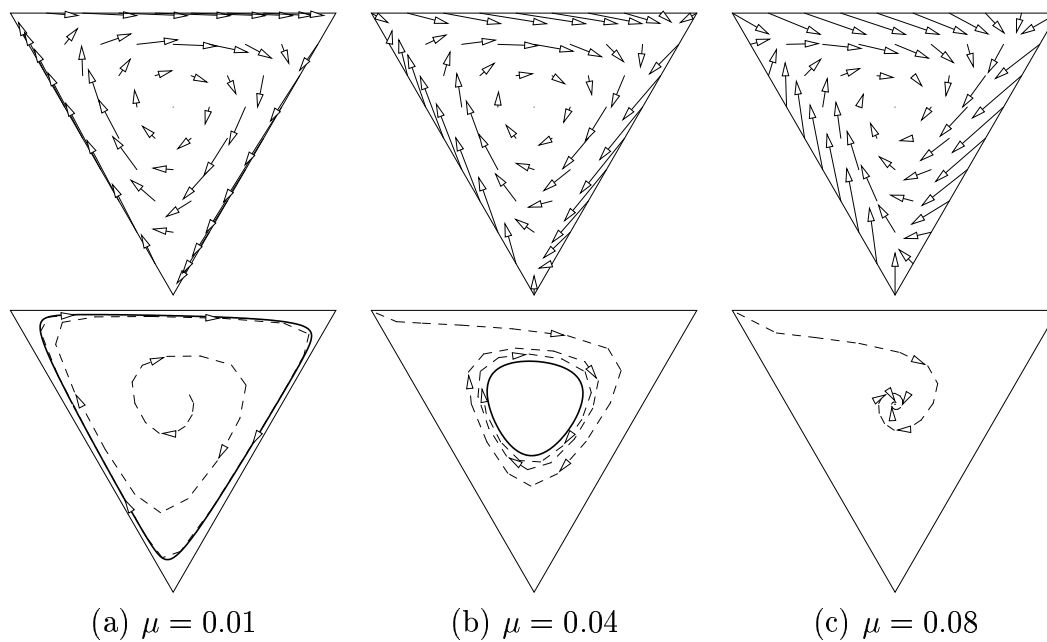 (a) μ = 0.01
(b) μ = 0.04
(c) μ = 0.08